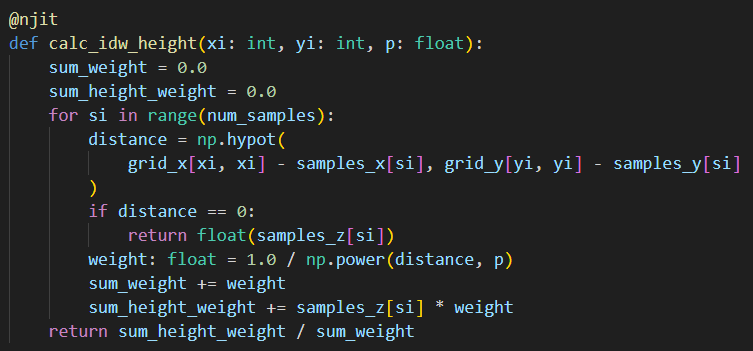 @njit
def calc_idw_height(xi: int, yi: int, p: float):
    sum_weight = 0.0
    sum_height_weight = 0.0
    for si in range(num_samples):
        distance = np.hypot(
            grid_x[xi, xi] - samples_x[si], grid_y[yi, yi] - samples_y[si]
        )
        if distance == 0:
            return float(samples_z[si])
        weight: float = 1.0 / np.power(distance, p)
        sum_weight += weight
        sum_height_weight += samples_z[si] * weight
    return sum_height_weight / sum_weight